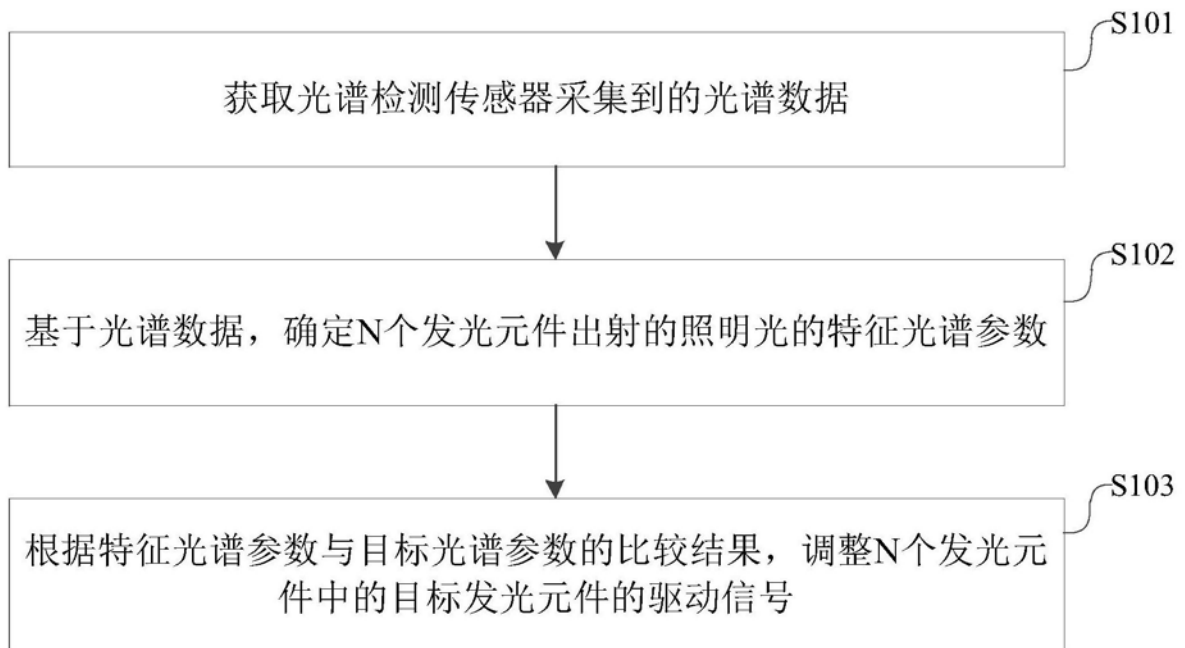 S101
获取光谱检测传感器采集到的光谱数据
S102
基于光谱数据，确定N个发光元件出射的照明光的特征光谱参数
S103
根据特征光谱参数与目标光谱参数的比较结果，调整N个发光元
件中的目标发光元件的驱动信号